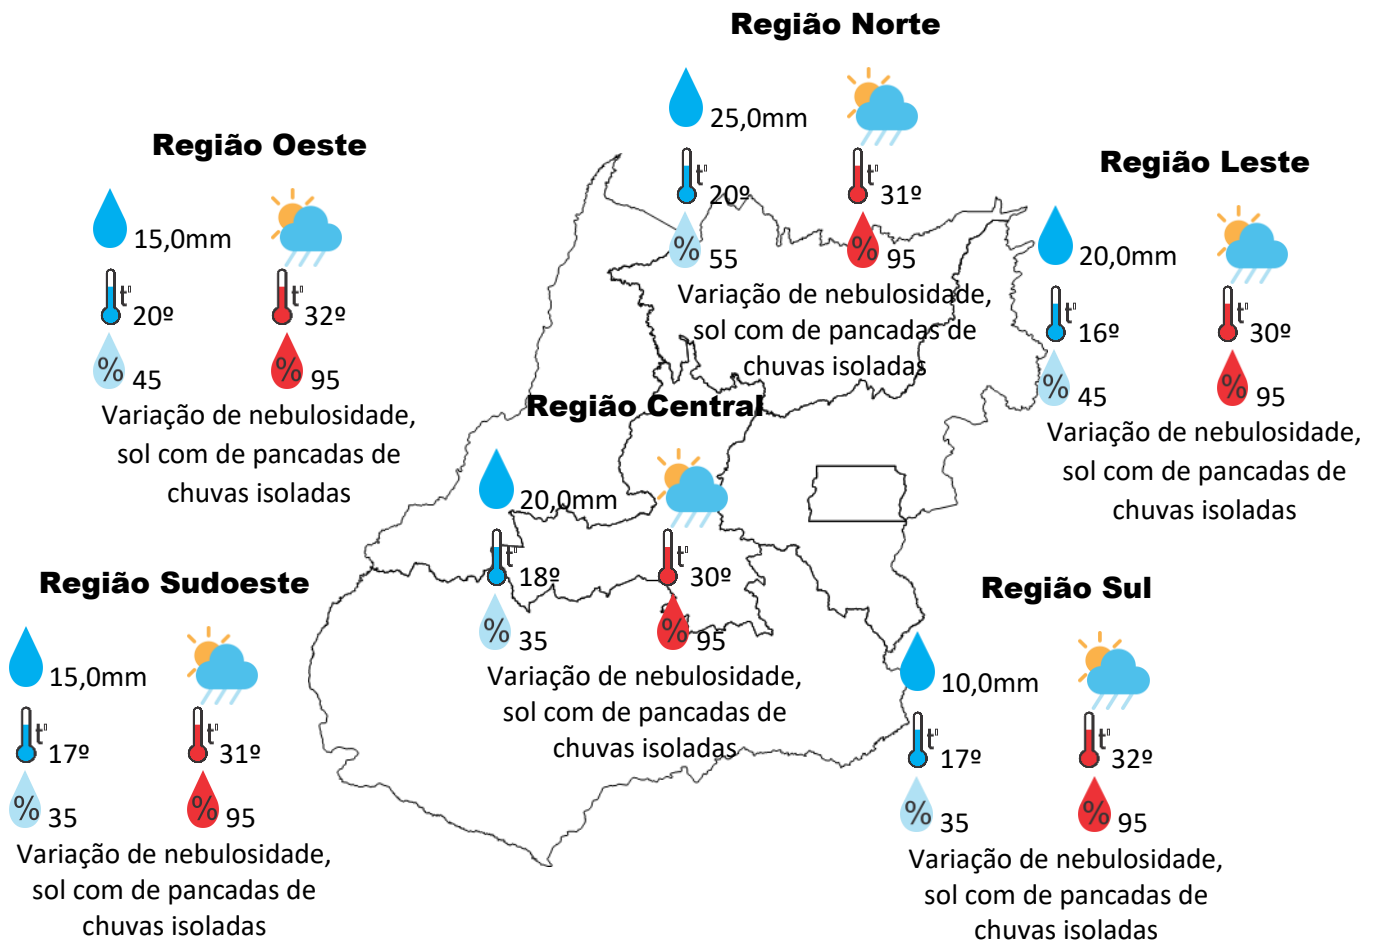 Região Norte
25,0mm
t°
20º
31º
% 55
% 95
Variação de nebulosidade,
sol com de pancadas de
chuvas isoladas
Região Oeste
15,0mm
t°
20º
t°
32º
% 45
% 95
Variação de nebulosidade,
sol com de pancadas de
chuvas isoladas
Região Leste
20,0mm
t°
16º
t°
30º
% 45
% 95
Variação de nebulosidade,
sol com de pancadas de
chuvas isoladas
Região Central
20,0mm
t°
18º
t°
30º
% 35
% 95
Variação de nebulosidade,
sol com de pancadas de
chuvas isoladas
Região Sudoeste
15,0mm
t°
17º
t°
31º
% 35
% 95
Variação de nebulosidade,
sol com de pancadas de
chuvas isoladas
Região Sul
10,0mm
t°
17º
t°
32º
% 35
% 95
Variação de nebulosidade,
sol com de pancadas de
chuvas isoladas